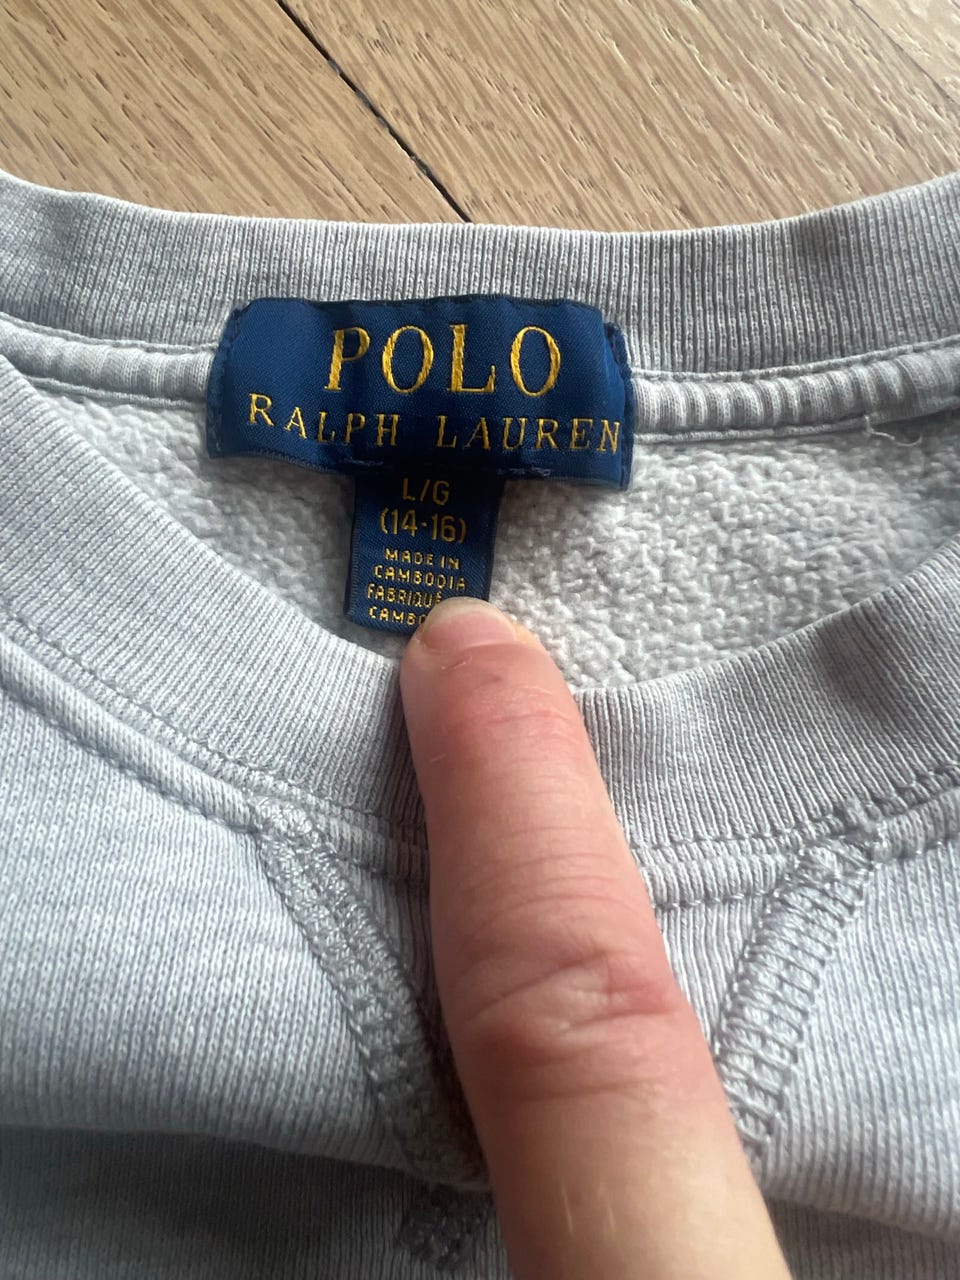 POLO
RALPH LAUREN
L/G
(14-16)
MADE IN
CAMBODIA